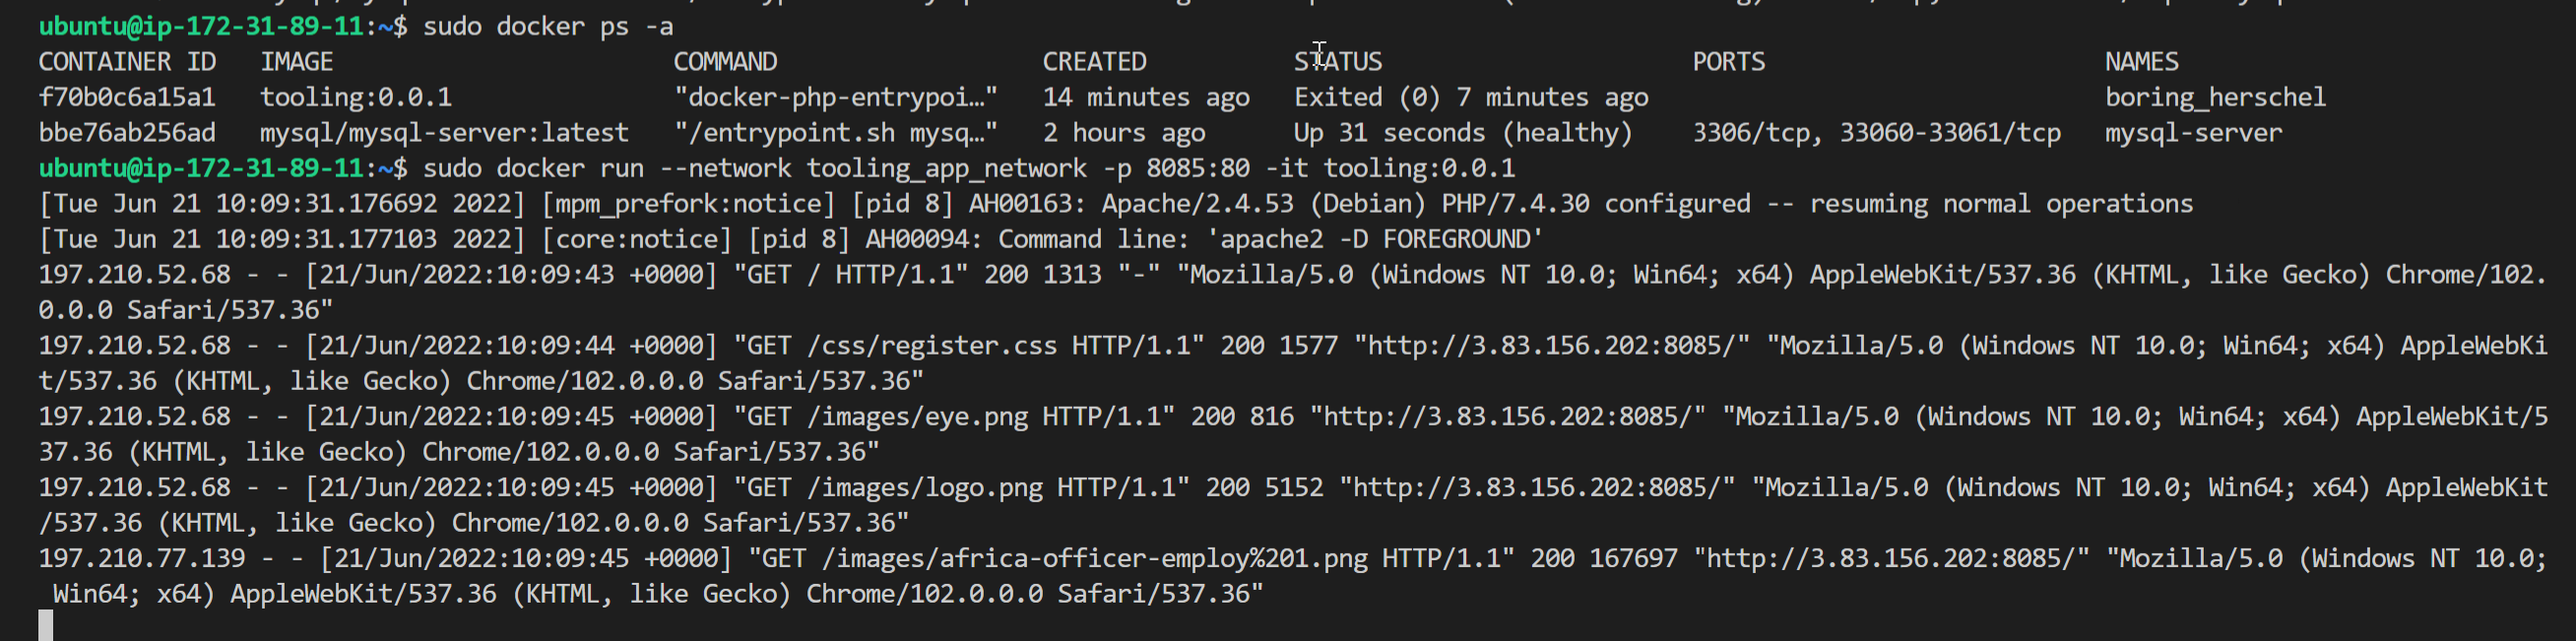 ubuntu@ip-172-31-89-11:~$ sudo docker ps -a
CONTAINER ID   IMAGE                       COMMAND                  CREATED          STATUS                     PORTS                       NAMES
f70b0c6a15a1   tooling:0.0.1               "docker-php-entrypoi…"   14 minutes ago   Exited (0) 7 minutes ago                               boring_herschel
bbe76ab256ad   mysql/mysql-server:latest   "/entrypoint.sh mysq…"   2 hours ago      Up 31 seconds (healthy)    3306/tcp, 33060-33061/tcp   mysql-server
ubuntu@ip-172-31-89-11:~$ sudo docker run --network tooling_app_network -p 8085:80 -it tooling:0.0.1
[Tue Jun 21 10:09:31.176692 2022] [mpm_prefork:notice] [pid 8] AH00163: Apache/2.4.53 (Debian) PHP/7.4.30 configured -- resuming normal operations
[Tue Jun 21 10:09:31.177103 2022] [core:notice] [pid 8] AH00094: Command line: 'apache2 -D FOREGROUND'
197.210.52.68 - - [21/Jun/2022:10:09:43 +0000] "GET / HTTP/1.1" 200 1313 "-" "Mozilla/5.0 (Windows NT 10.0; Win64; x64) AppleWebKit/537.36 (KHTML, like Gecko) Chrome/102.
0.0.0 Safari/537.36"
197.210.52.68 - - [21/Jun/2022:10:09:44 +0000] "GET /css/register.css HTTP/1.1" 200 1577 "http://3.83.156.202:8085/" "Mozilla/5.0 (Windows NT 10.0; Win64; x64) AppleWebKi
t/537.36 (KHTML, like Gecko) Chrome/102.0.0.0 Safari/537.36"
197.210.52.68 - - [21/Jun/2022:10:09:45 +0000] "GET /images/eye.png HTTP/1.1" 200 816 "http://3.83.156.202:8085/" "Mozilla/5.0 (Windows NT 10.0; Win64; x64) AppleWebKit/5
37.36 (KHTML, like Gecko) Chrome/102.0.0.0 Safari/537.36"
197.210.52.68 - - [21/Jun/2022:10:09:45 +0000] "GET /images/logo.png HTTP/1.1" 200 5152 "http://3.83.156.202:8085/" "Mozilla/5.0 (Windows NT 10.0; Win64; x64) AppleWebKit
/537.36 (KHTML, like Gecko) Chrome/102.0.0.0 Safari/537.36"
197.210.77.139 - - [21/Jun/2022:10:09:45 +0000] "GET /images/africa-officer-employ%201.png HTTP/1.1" 200 167697 "http://3.83.156.202:8085/" "Mozilla/5.0 (Windows NT 10.0;
 Win64; x64) AppleWebKit/537.36 (KHTML, like Gecko) Chrome/102.0.0.0 Safari/537.36"